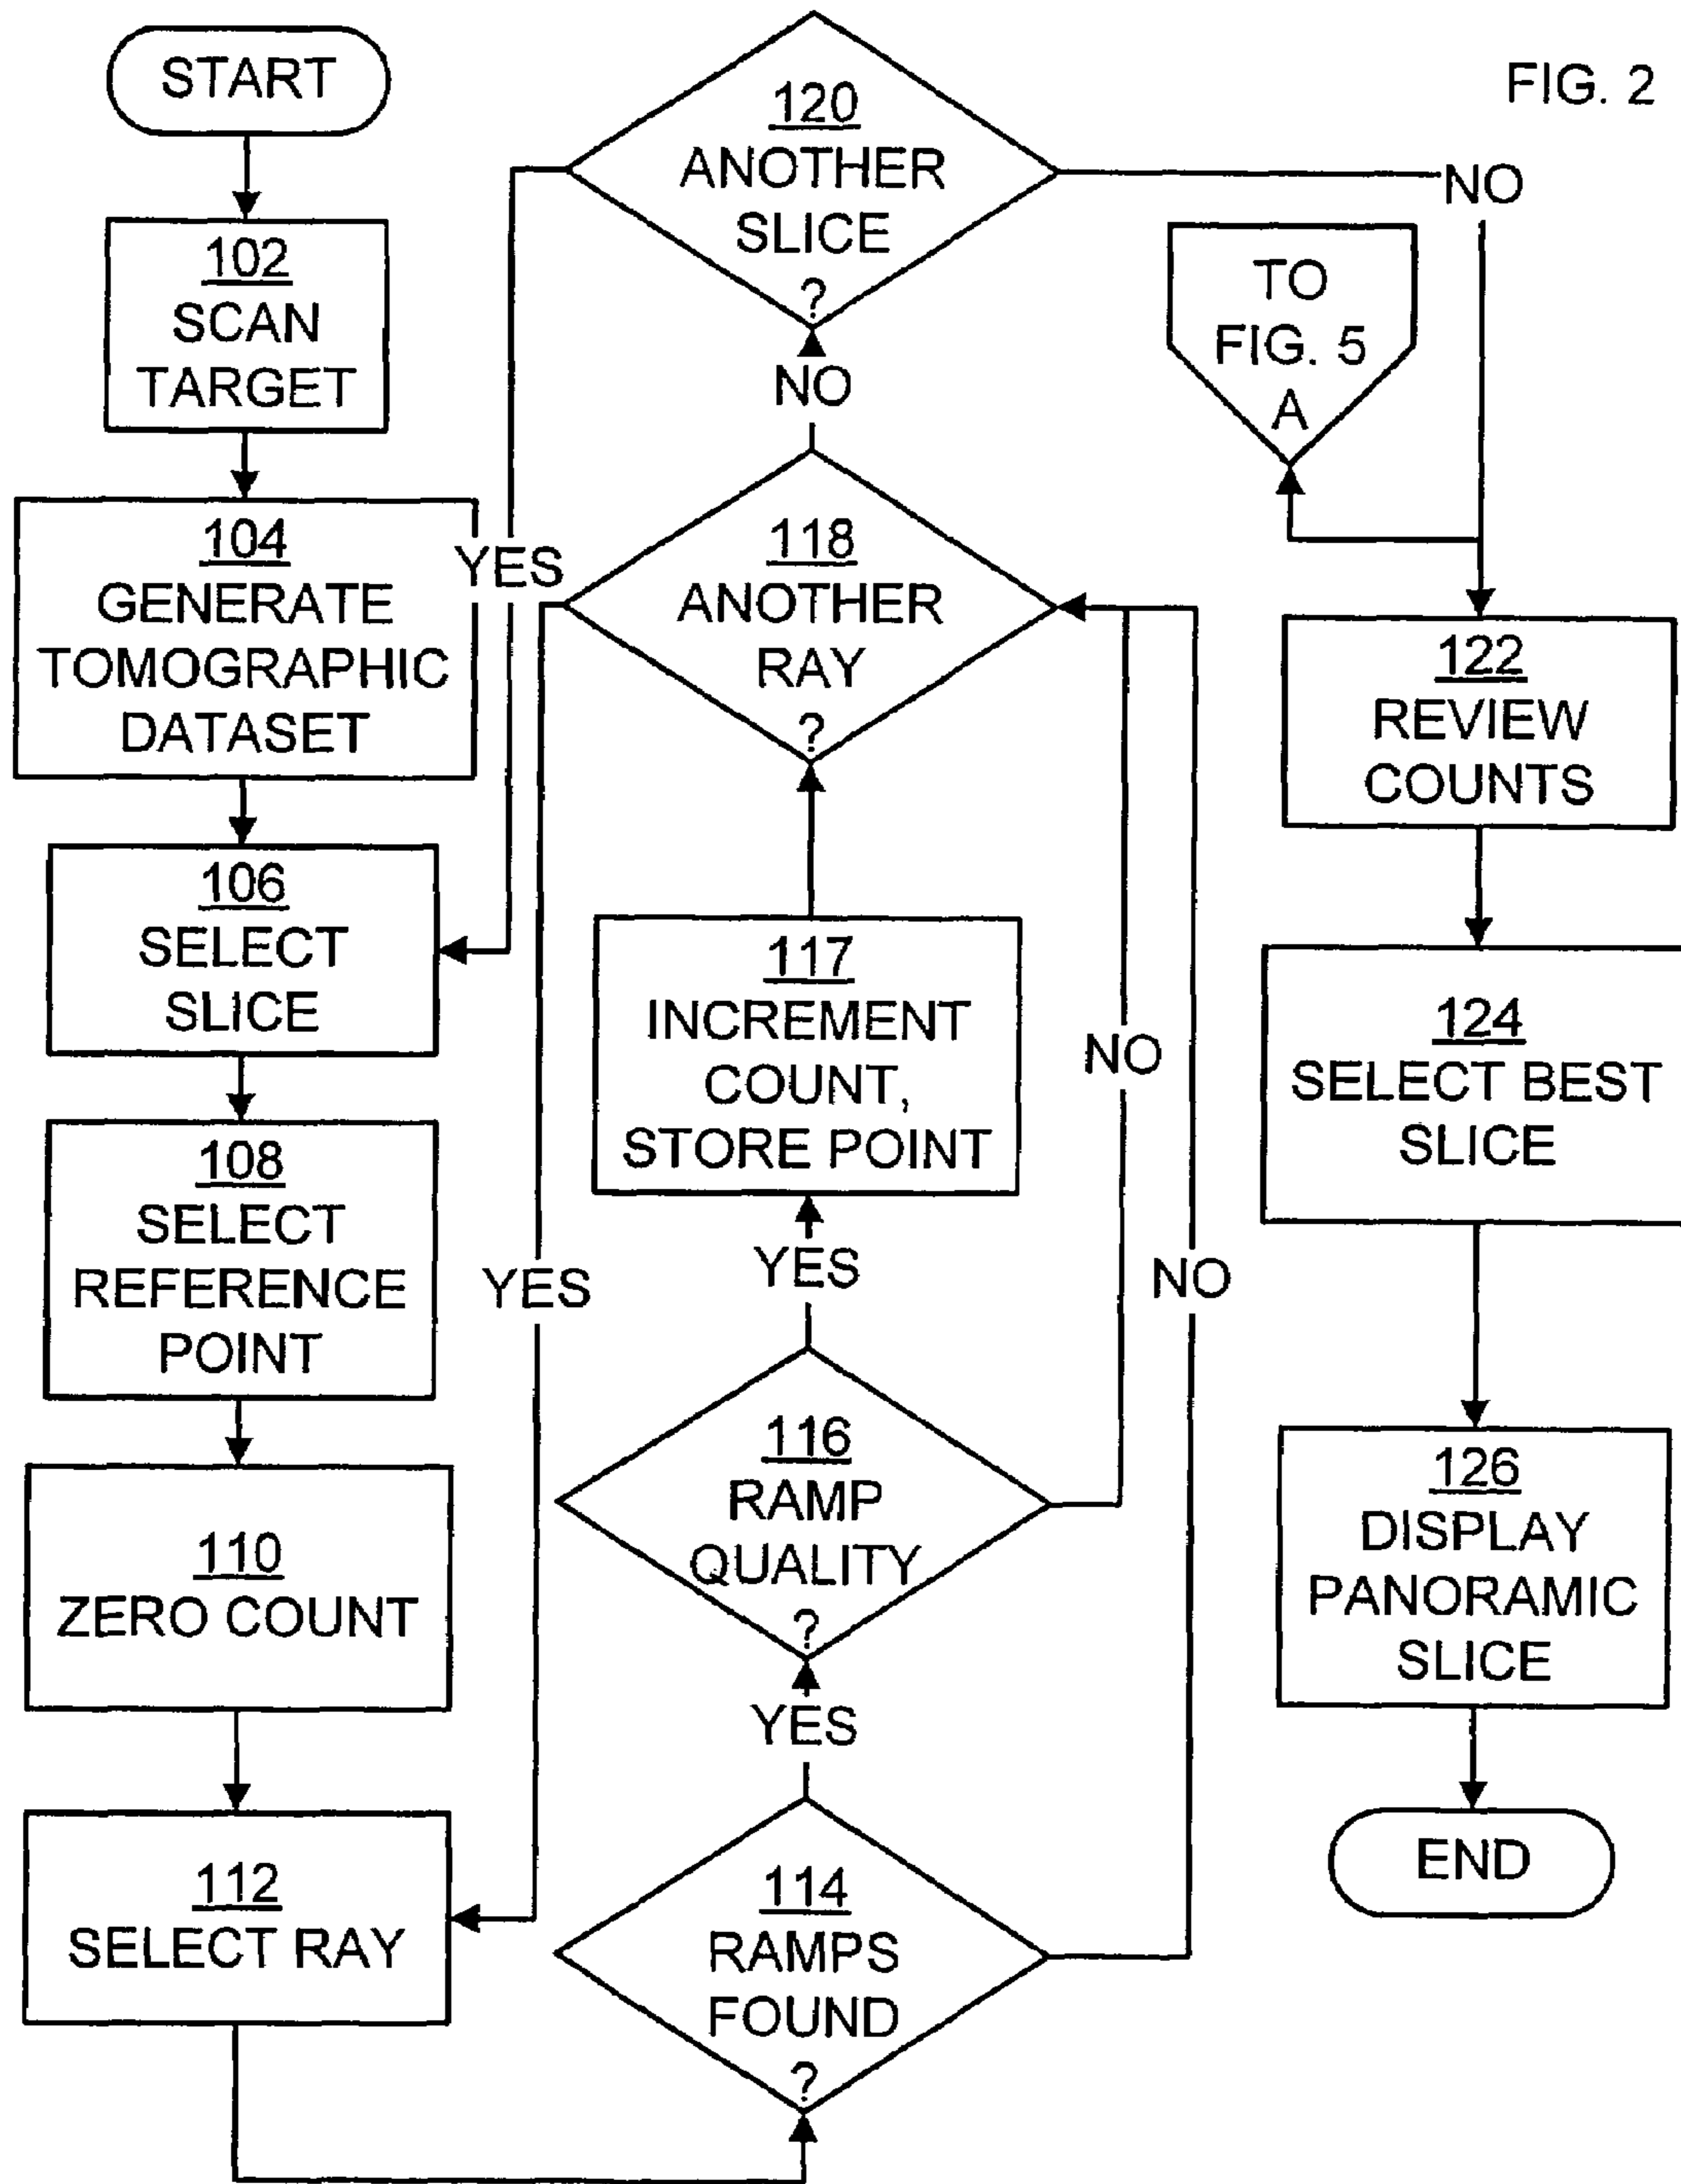 FIG. 2
START
102
SCAN
TARGET
104
GENERATE
TOMOGRAPHIC
DATASET
106
SELECT
SLICE
108
SELECT
REFERENCE
POINT
110
ZERO COUNT
112
SELECT RAY
YES
YES
120
ANOTHER
SLICE
?
NO
118
ANOTHER
RAY
?
117
INCREMENT
COUNT,
STORE POINT
YES
116
RAMP
QUALITY
?
YES
114
RAMPS
FOUND
?
NO
NO
NO
TO
FIG. 5
A
122
REVIEW
COUNTS
124
SELECT BEST
SLICE
126
DISPLAY
PANORAMIC
SLICE
END